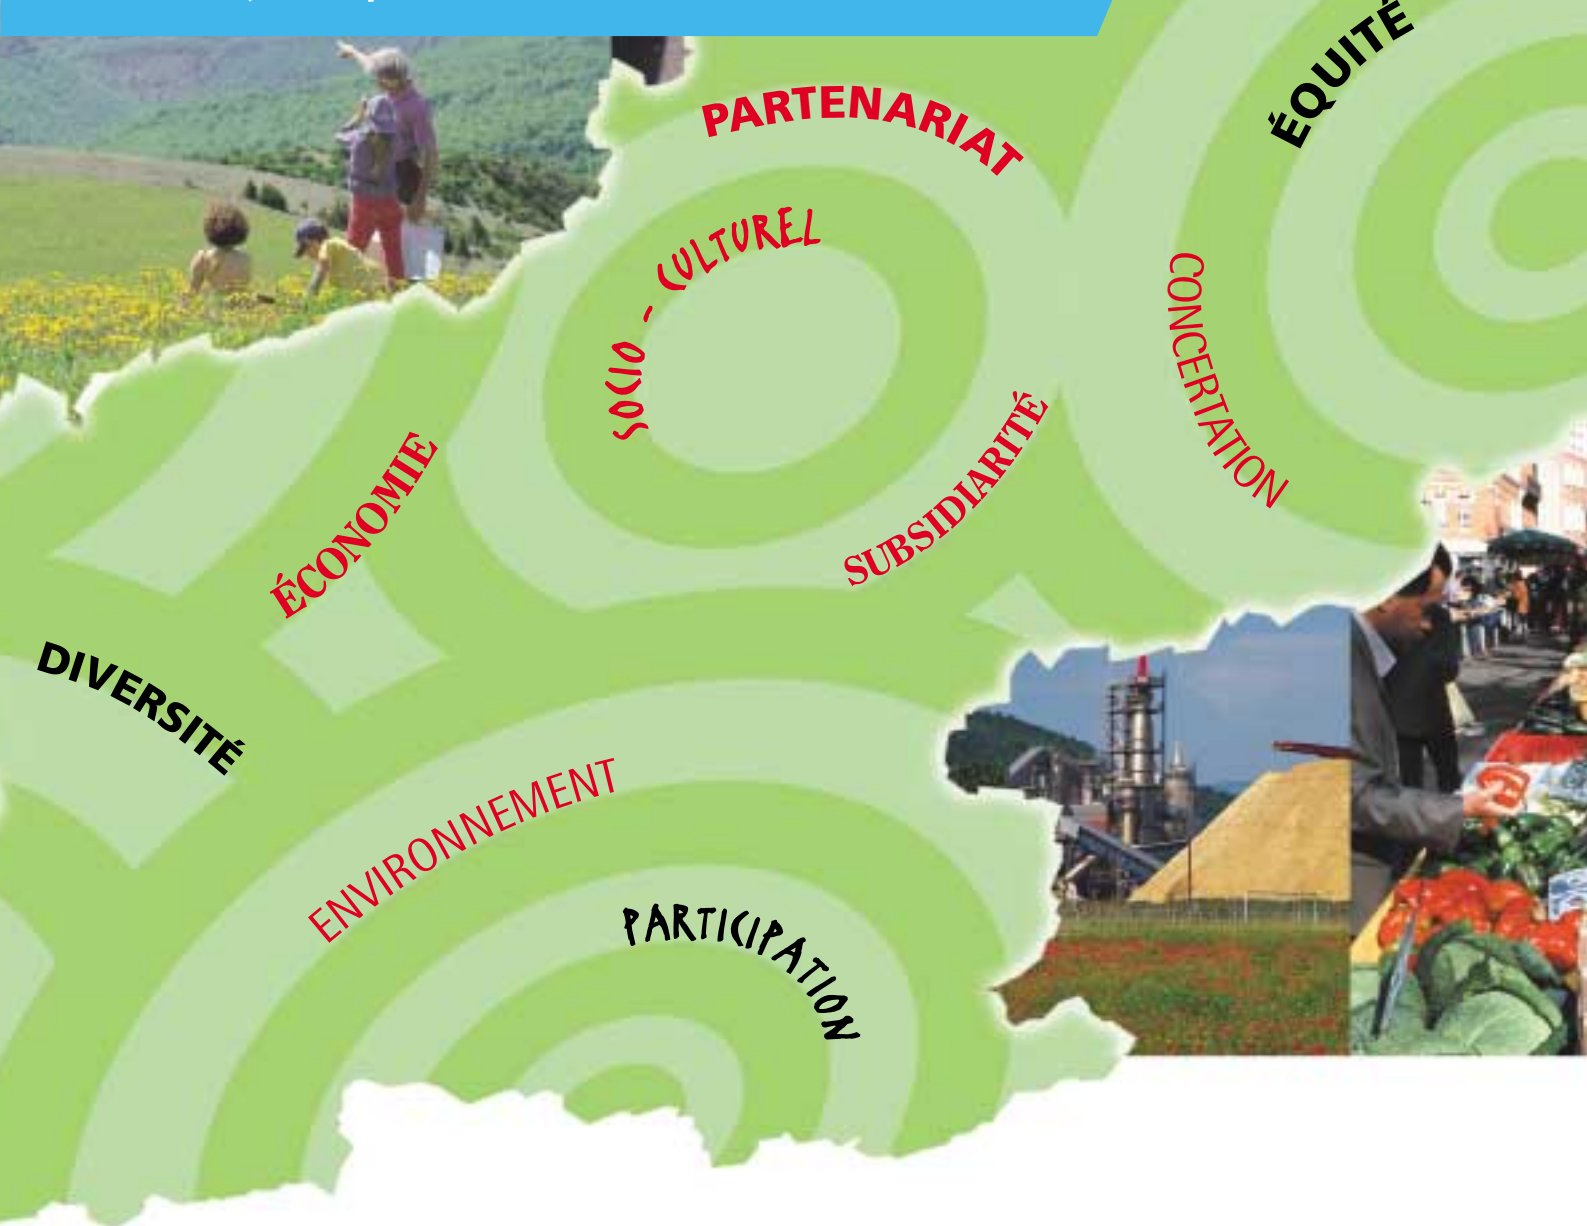 ÉQUITÉ
PARTENARIAT
SOCIO - CULTUREL
CONCERTATION
SUBSIDIARITÉ
ÉCONOMIE
DIVERSITÉ
ENVIRONNEMENT
PARTICIPATION